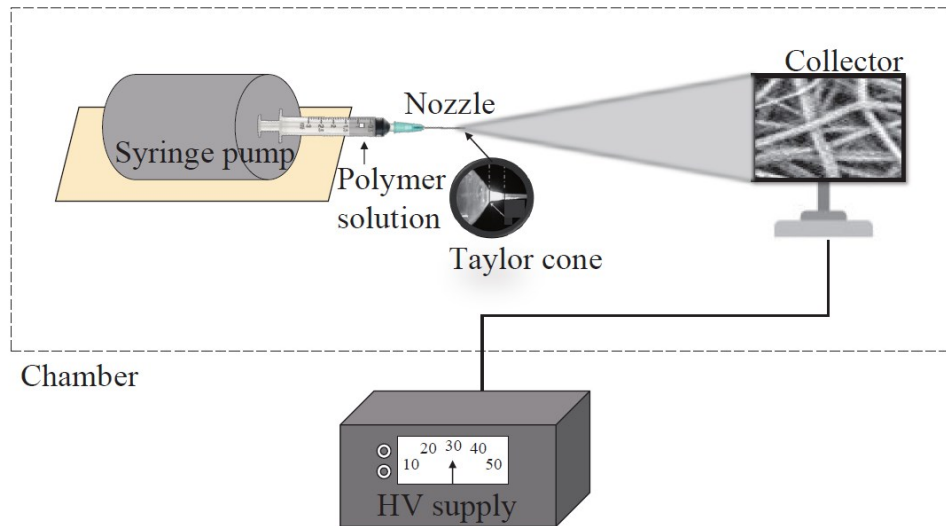 Collector
Nozzle
Syringe pump
Polymer
solution
Taylor cone
Chamber
10 20 30 40 50
HV supply